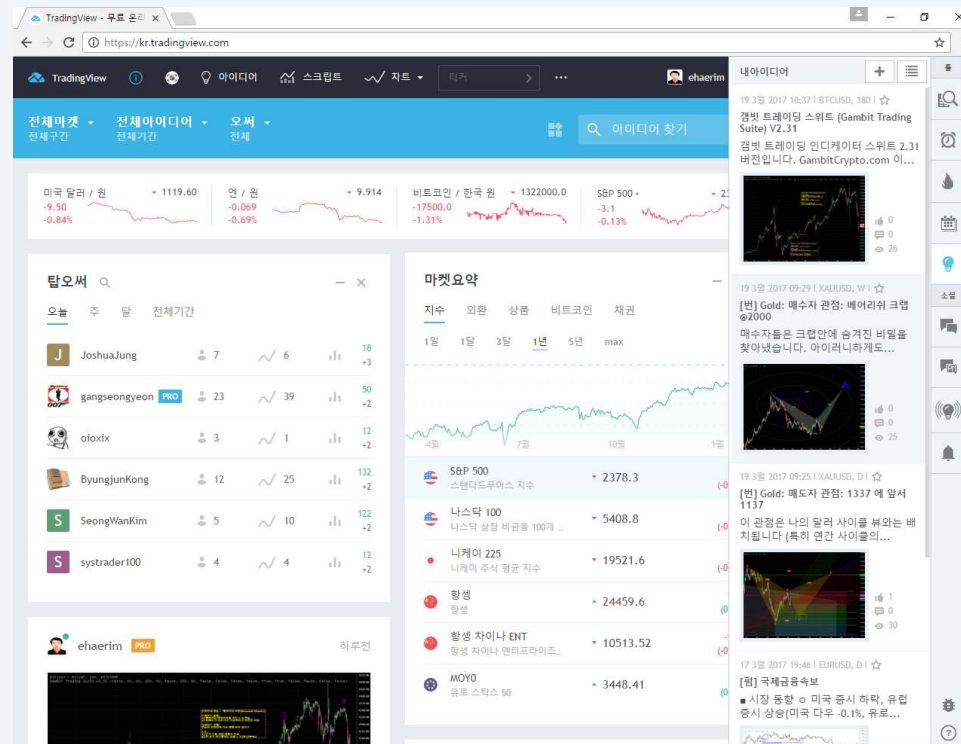 TradingView - 무료 온라
https://kr.tradingview.com
TradingView 아이디어 스크립트 차트 티커 ... ehaerim
전체마켓 전체아이디어 오써
전체구간 전체기간 전체
아이디어 찾기
미국 달러 / 원 1119.60
-9.50
-0.84%
엔 / 원 9.914
-0.069
-0.69%
비트코인 / 한국 원 1322000.0
-17500.0
-1.31%
S&P 500
-3.1
-0.13%
탑오써
오늘 주 달 전체기간
J JoshuaJung 7 6 18 +3
gangseongyeon PRO 23 39 50 +2
oloxix 3 1 12 +2
ByungjunKong 12 25 132 +2
S SeongWanKim 5 10 122 +2
S systrader100 4 4 12 +2
ehaerim PRO 하루전
마켓요약
지수 외환 상품 비트코인 채권
1일 1달 3달 1년 5년 max
4월 7월 10월 1월
S&P 500 2378.3
스탠다드푸어스 지수
나스닥 100 5408.8
나스닥 상장 비금융 100개 ...
니케이 225 19521.6
니케이 주식 평균 지수
항셍 24459.6
항셍
항셍 차이나 ENT 10513.52
항셍 차이나 엔터프라이즈...
MOYO 3448.41
유로 스탁스 50
내아이디어
19 3월 2017 10:37 | BTCUSD, 180 |
갬빗 트레이딩 스위트 (Gambit Trading
Suite) V2.31
갬빗 트레이딩 인디케이터 스위트 2.31
버전입니다. GambitCrypto.com 이...
0
0
26
19 3월 2017 09:29 | XAUUSD, W |
[번] Gold: 매수자 관점: 베어리쉬 크랩
@2000
매수자들은 크랩안에 숨겨진 비밀을
찾아냈습니다. 아이러니하게도...
0
0
25
19 3월 2017 09:25 | XAUUSD, D |
[번] Gold: 매도자 관점: 1337 에 앞서
1137
이 관점은 나의 달러 사이클 뷰와는 배
치됩니다 (특히 연간 사이클의...
1
0
30
17 3월 2017 19:46 | EURUSD, D |
[펌] 국제금융속보
■ 시장 동향 ㅇ 미국 증시 하락, 유럽
증시 상승(미국 다우 -0.1%, 유로...
툴
소셜